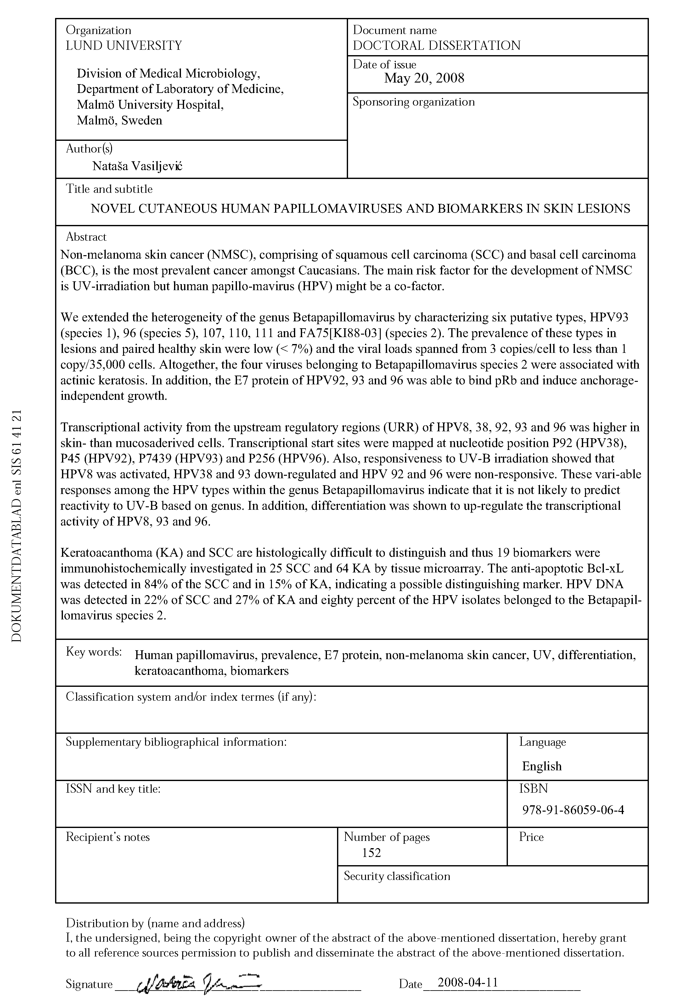 Organization
LUND UNIVERSITY
Division of Medical Microbiology,
Department of Laboratory of Medicine,
Malmö University Hospital,
Malmö, Sweden
Document name
DOCTORAL DISSERTATION
Date of issue
May 20, 2008
Sponsoring organization
Author(s)
Nataša Vasiljević
Title and subtitle
NOVEL CUTANEOUS HUMAN PAPILLOMAVIRUSES AND BIOMARKERS IN SKIN LESIONS
Abstract
Non-melanoma skin cancer (NMSC), comprising of squamous cell carcinoma (SCC) and basal cell carcinoma
(BCC), is the most prevalent cancer amongst Caucasians. The main risk factor for the development of NMSC
is UV-irradiation but human papillo-mavirus (HPV) might be a co-factor.
We extended the heterogeneity of the genus Betapapillomavirus by characterizing six putative types, HPV93
(species 1), 96 (species 5), 107, 110, 111 and FA75[KI88-03] (species 2). The prevalence of these types in
lesions and paired healthy skin were low (< 7%) and the viral loads spanned from 3 copies/cell to less than 1
copy/35,000 cells. Altogether, the four viruses belonging to Betapapillomavirus species 2 were associated with
actinic keratosis. In addition, the E7 protein of HPV92, 93 and 96 was able to bind pRb and induce anchorage-
independent growth.
Transcriptional activity from the upstream regulatory regions (URR) of HPV8, 38, 92, 93 and 96 was higher in
skin- than mucosaderived cells. Transcriptional start sites were mapped at nucleotide position P92 (HPV38),
P45 (HPV92), P7439 (HPV93) and P256 (HPV96). Also, responsiveness to UV-B irradiation showed that
HPV8 was activated, HPV38 and 93 down-regulated and HPV 92 and 96 were non-responsive. These vari-able
responses among the HPV types within the genus Betapapillomavirus indicate that it is not likely to predict
reactivity to UV-B based on genus. In addition, differentiation was shown to up-regulate the transcriptional
activity of HPV8, 93 and 96.
Keratoacanthoma (KA) and SCC are histologically difficult to distinguish and thus 19 biomarkers were
immunohistochemically investigated in 25 SCC and 64 KA by tissue microarray. The anti-apoptotic Bcl-xL
was detected in 84% of the SCC and in 15% of KA, indicating a possible distinguishing marker. HPV DNA
was detected in 22% of SCC and 27% of KA and eighty percent of the HPV isolates belonged to the Betapapil-
lomavirus species 2.
Key words: Human papillomavirus, prevalence, E7 protein, non-melanoma skin cancer, UV, differentiation,
keratoacanthoma, biomarkers
Classification system and/or index termes (if any):
Supplementary bibliographical information:
Language
English
ISSN and key title:
ISBN
978-91-86059-06-4
Recipient's notes
Number of pages
152
Price
Security classification
DOKUMENTDATABLAD enl SIS 61 41 21
Distribution by (name and address)
I, the undersigned, being the copyright owner of the abstract of the above-mentioned dissertation, hereby grant
to all reference sources permission to publish and disseminate the abstract of the above-mentioned dissertation.
Signature Date 2008-04-11